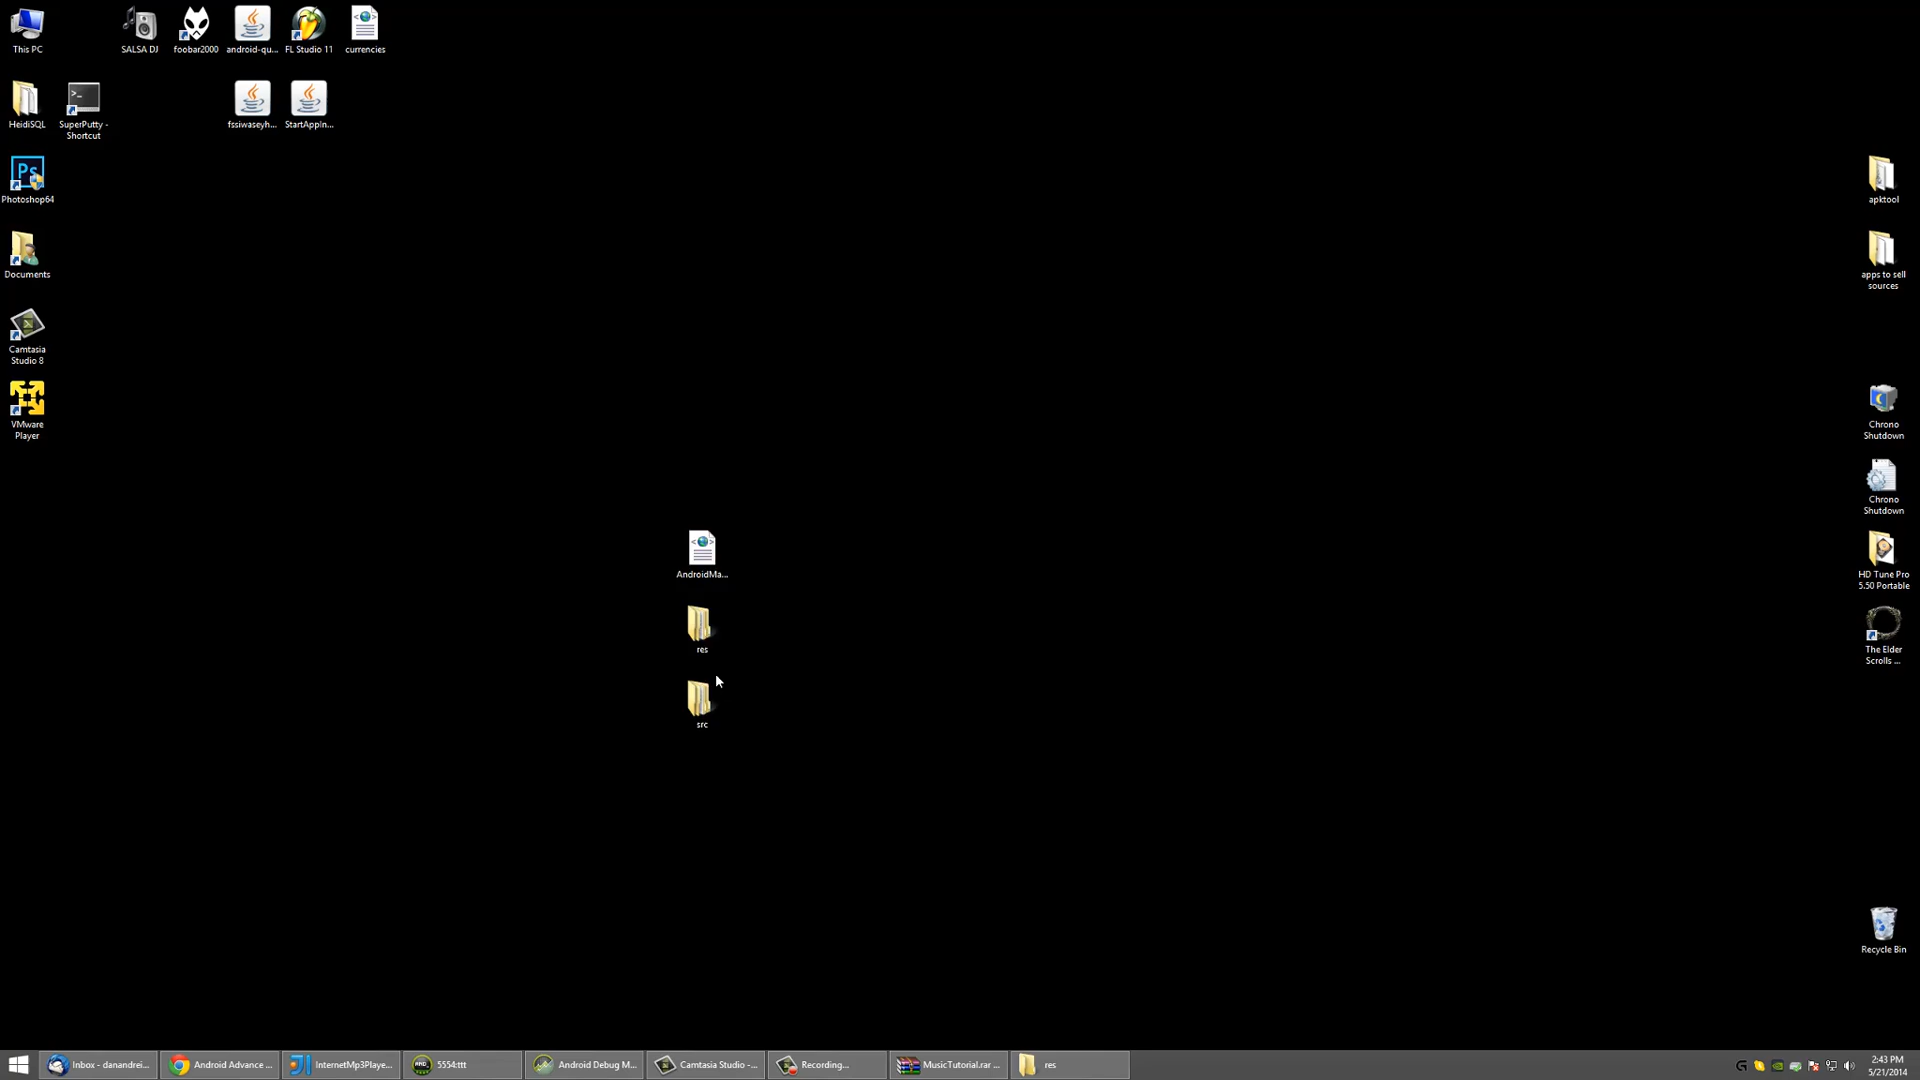 This PC
SALSA DJ
foobar2000
android-qu...
FL Studio 11
currencies
HeidiSQL
SuperPutty -
Shortcut
fssiwaseyh...
StartAppIn...
Ps
Photoshop64
Documents
Camtasia
Studio 8
VMware
Player
apktool
apps to sell
sources
Chrono
Shutdown
Chrono
Shutdown
HD Tune Pro
5.50 Portable
The Elder
Scrolls ...
AndroidMa...
res
src
Recycle Bin
Inbox - danandrei...
Android Advance ...
InternetMp3Playe...
5554:ttt
Android Debug M...
Camtasia Studio -...
Recording...
MusicTutorial.rar ...
res
2:43 PM
5/21/2014